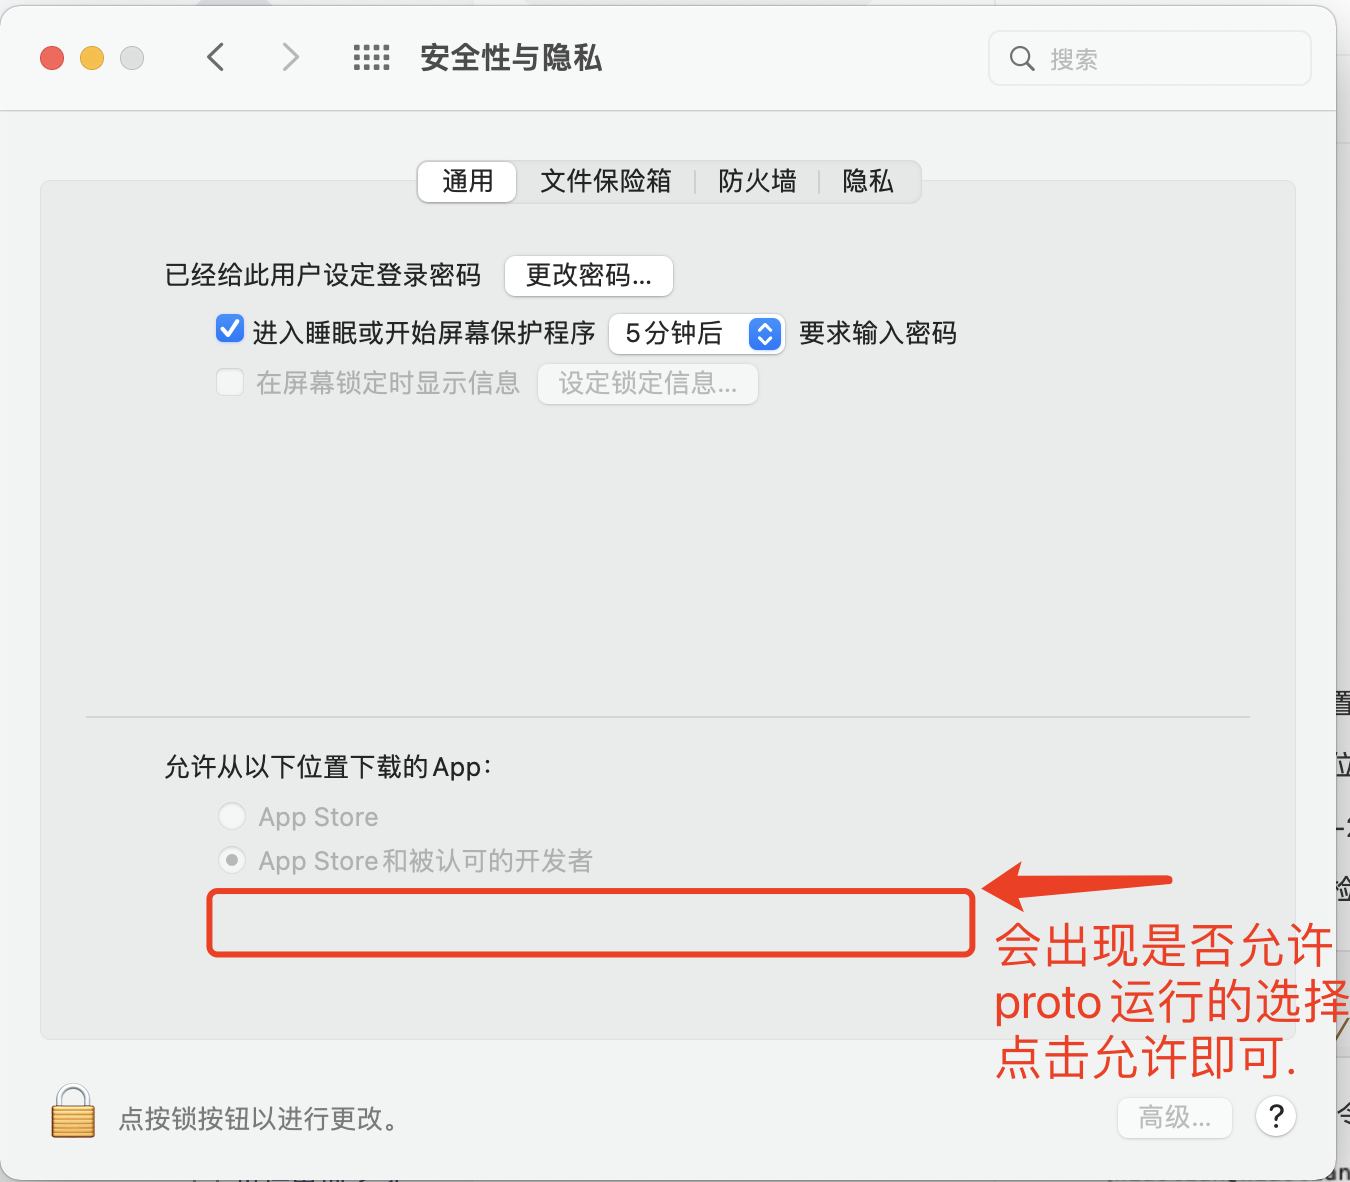 安全性与隐私
搜索
通用 文件保险箱 防火墙 隐私
已经给此用户设定登录密码 更改密码...
进入睡眠或开始屏幕保护程序 5分钟后 要求输入密码
在屏幕锁定时显示信息 设定锁定信息...
允许从以下位置下载的App：
App Store
App Store和被认可的开发者
会出现是否允许
proto运行的选择
点击允许即可.
点按锁按钮以进行更改。
高级... ?